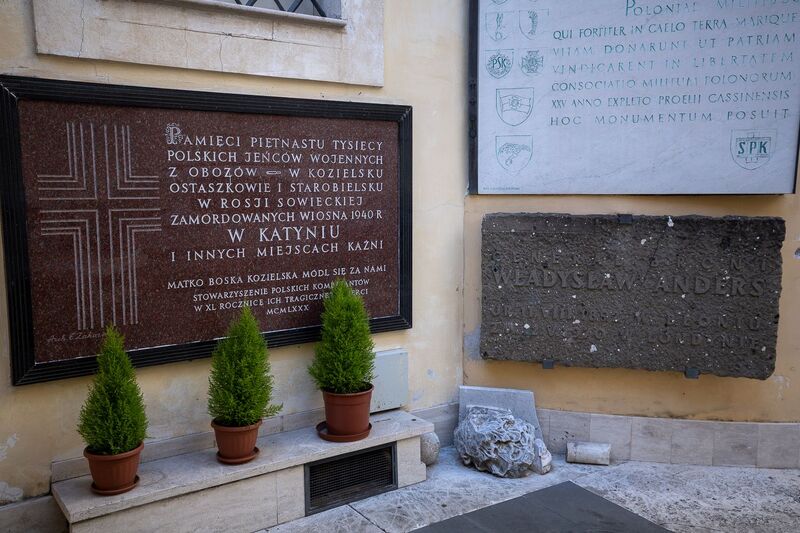 PAMIĘCI PIĘTNASTU TYSIĘCY
POLSKICH JEŃCÓW WOJENNYCH
Z OBOZÓW – W KOZIELSKU
OSTASZKOWIE I STAROBIELSKU
W ROSJI SOWIECKIEJ
ZAMORDOWANYCH WIOSNĄ 1940 R
W KATYNIU
I INNYCH MIEJSCACH KAŹNI
MATKO BOSKA KOZIELSKA MÓDL SIĘ ZA NAMI
STOWARZYSZENIE POLSKICH KOMBATANTÓW
W XL ROCZNICE ICH TRAGICZNEJ ŚMIERCI
MCMLXXX
POLONIAE
QUI FORTITER IN CAELO TERRA MARIQUE
VITAM DONARUNT UT PATRIAM
VINDICARENT IN LIBERTATEM
CONSOCIATIO MILITUM POLONORUM
XXV ANNO EXPLETO PROELII CASSINENSIS
HOC MONUMENTUM POSUIT
PSK
SPK
WŁADYSŁAW ANDERS